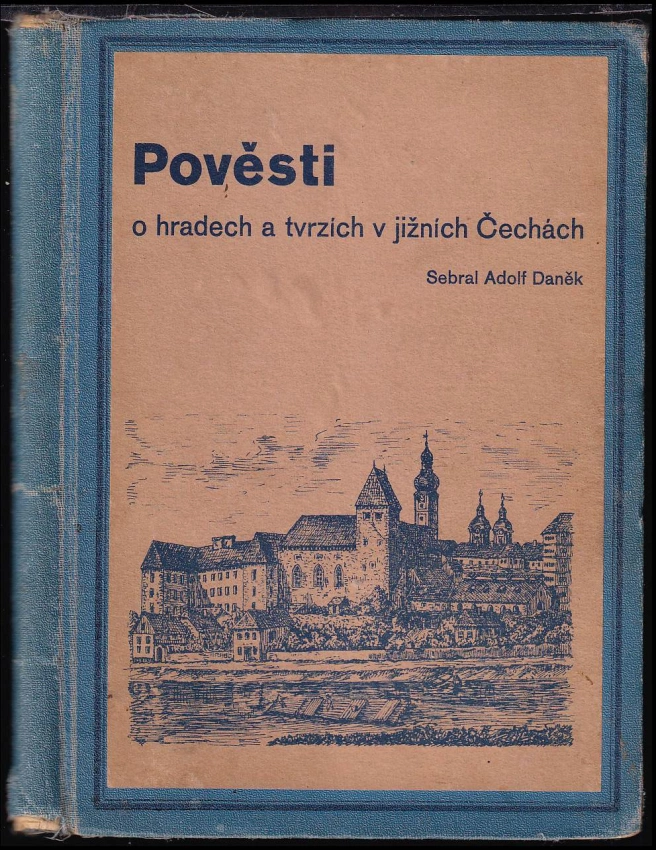 Pověsti
o hradech a tvrzích v jižních Čechách
Sebral Adolf Daněk